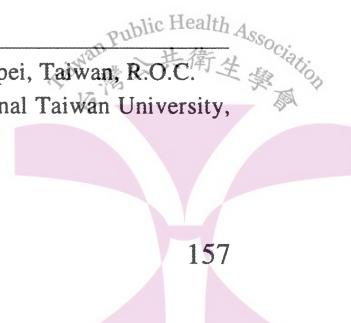 Taiwan Public Health Association
pei, Taiwan, R.O.C.
台灣公共衛生學會
nal Taiwan University,
157